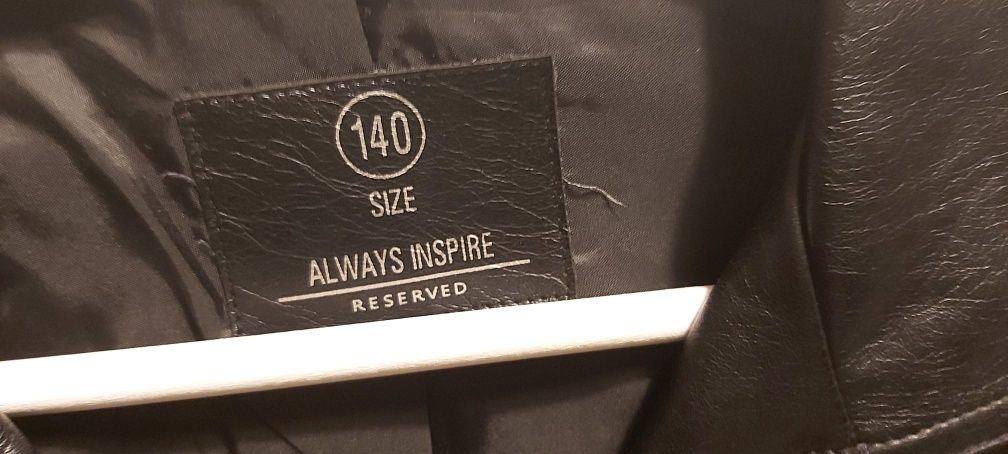 140
SIZE
ALWAYS INSPIRE
RESERVED